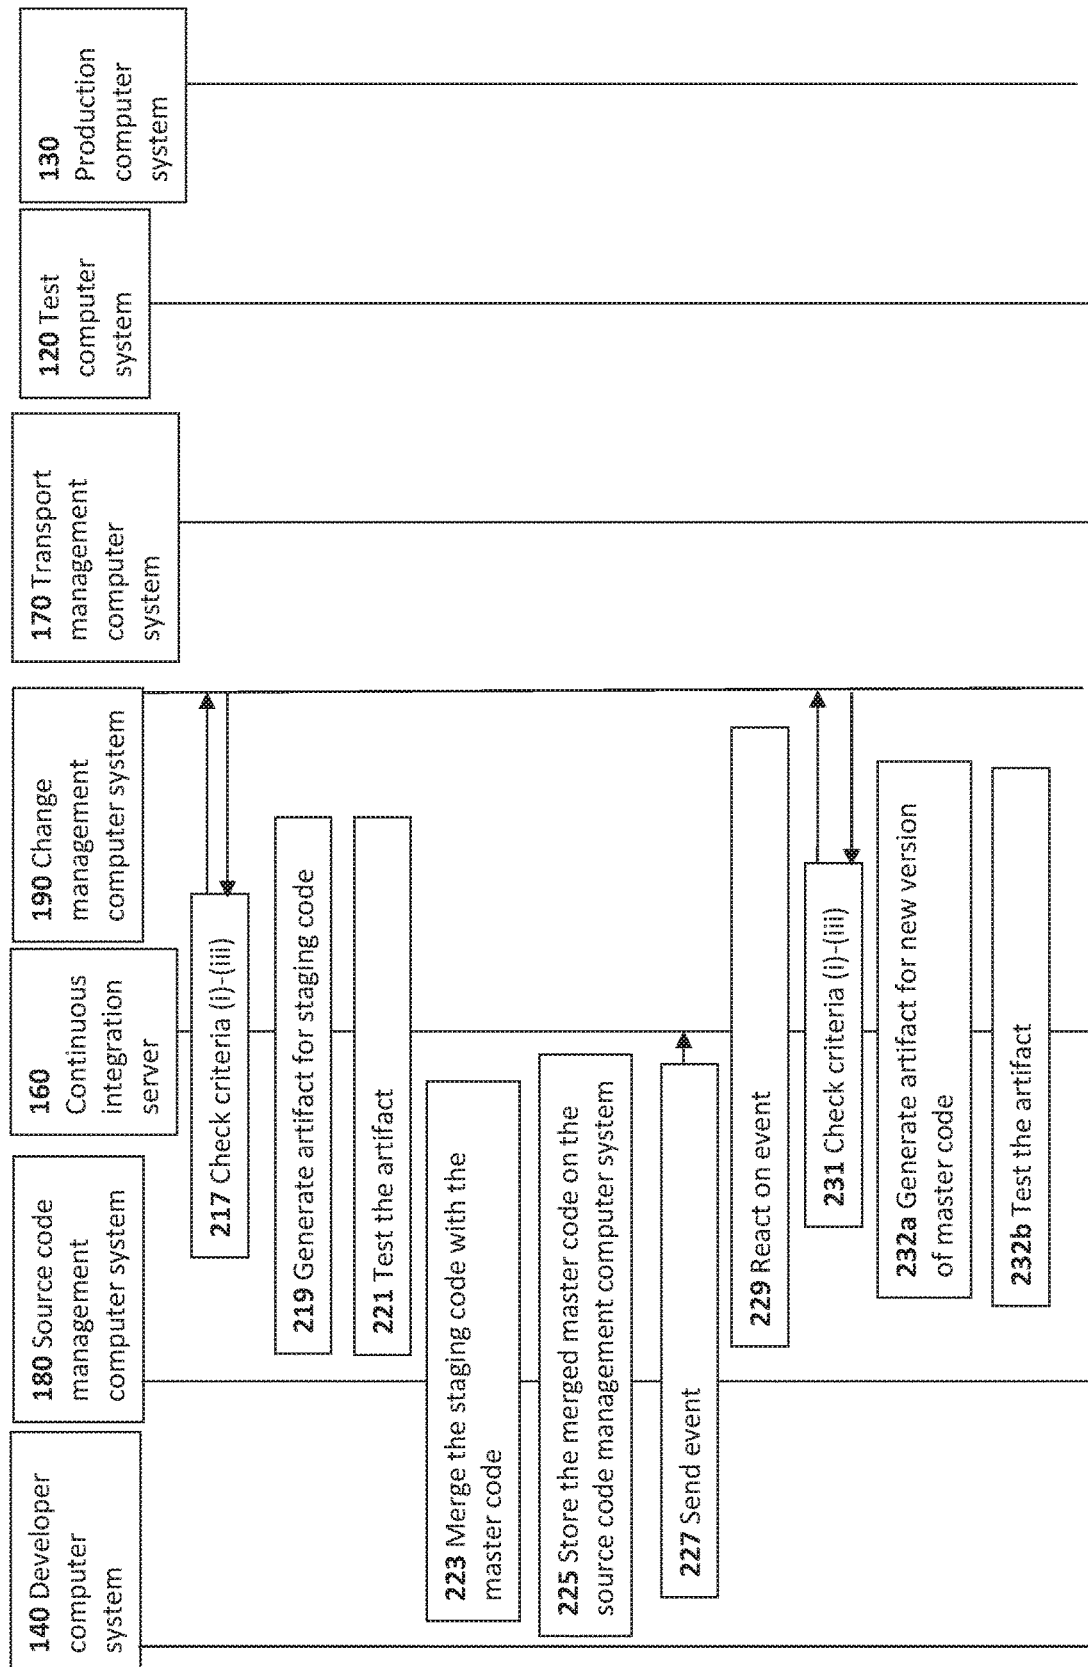 140 Developer
computer
system
180 Source code
management
computer system
160
Continuous
integration
server
190 Change
management
computer system
170 Transport
management
computer
system
120 Test
computer
system
130
Production
computer
system
217 Check criteria (i)-(iii)
219 Generate artifact for staging code
221 Test the artifact
223 Merge the staging code with the
master code
225 Store the merged master code on the
source code management computer system
227 Send event
229 React on event
231 Check criteria (i)-(iii)
232a Generate artifact for new version
of master code
232b Test the artifact